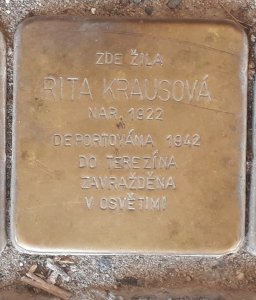 ZDE ŽILA
RITA KRAUSOVÁ
NAR. 1922
DEPORTOVÁNA 1942
DO TEREZÍNA
ZAVRAŽDĚNA
V OSVĚTIMI